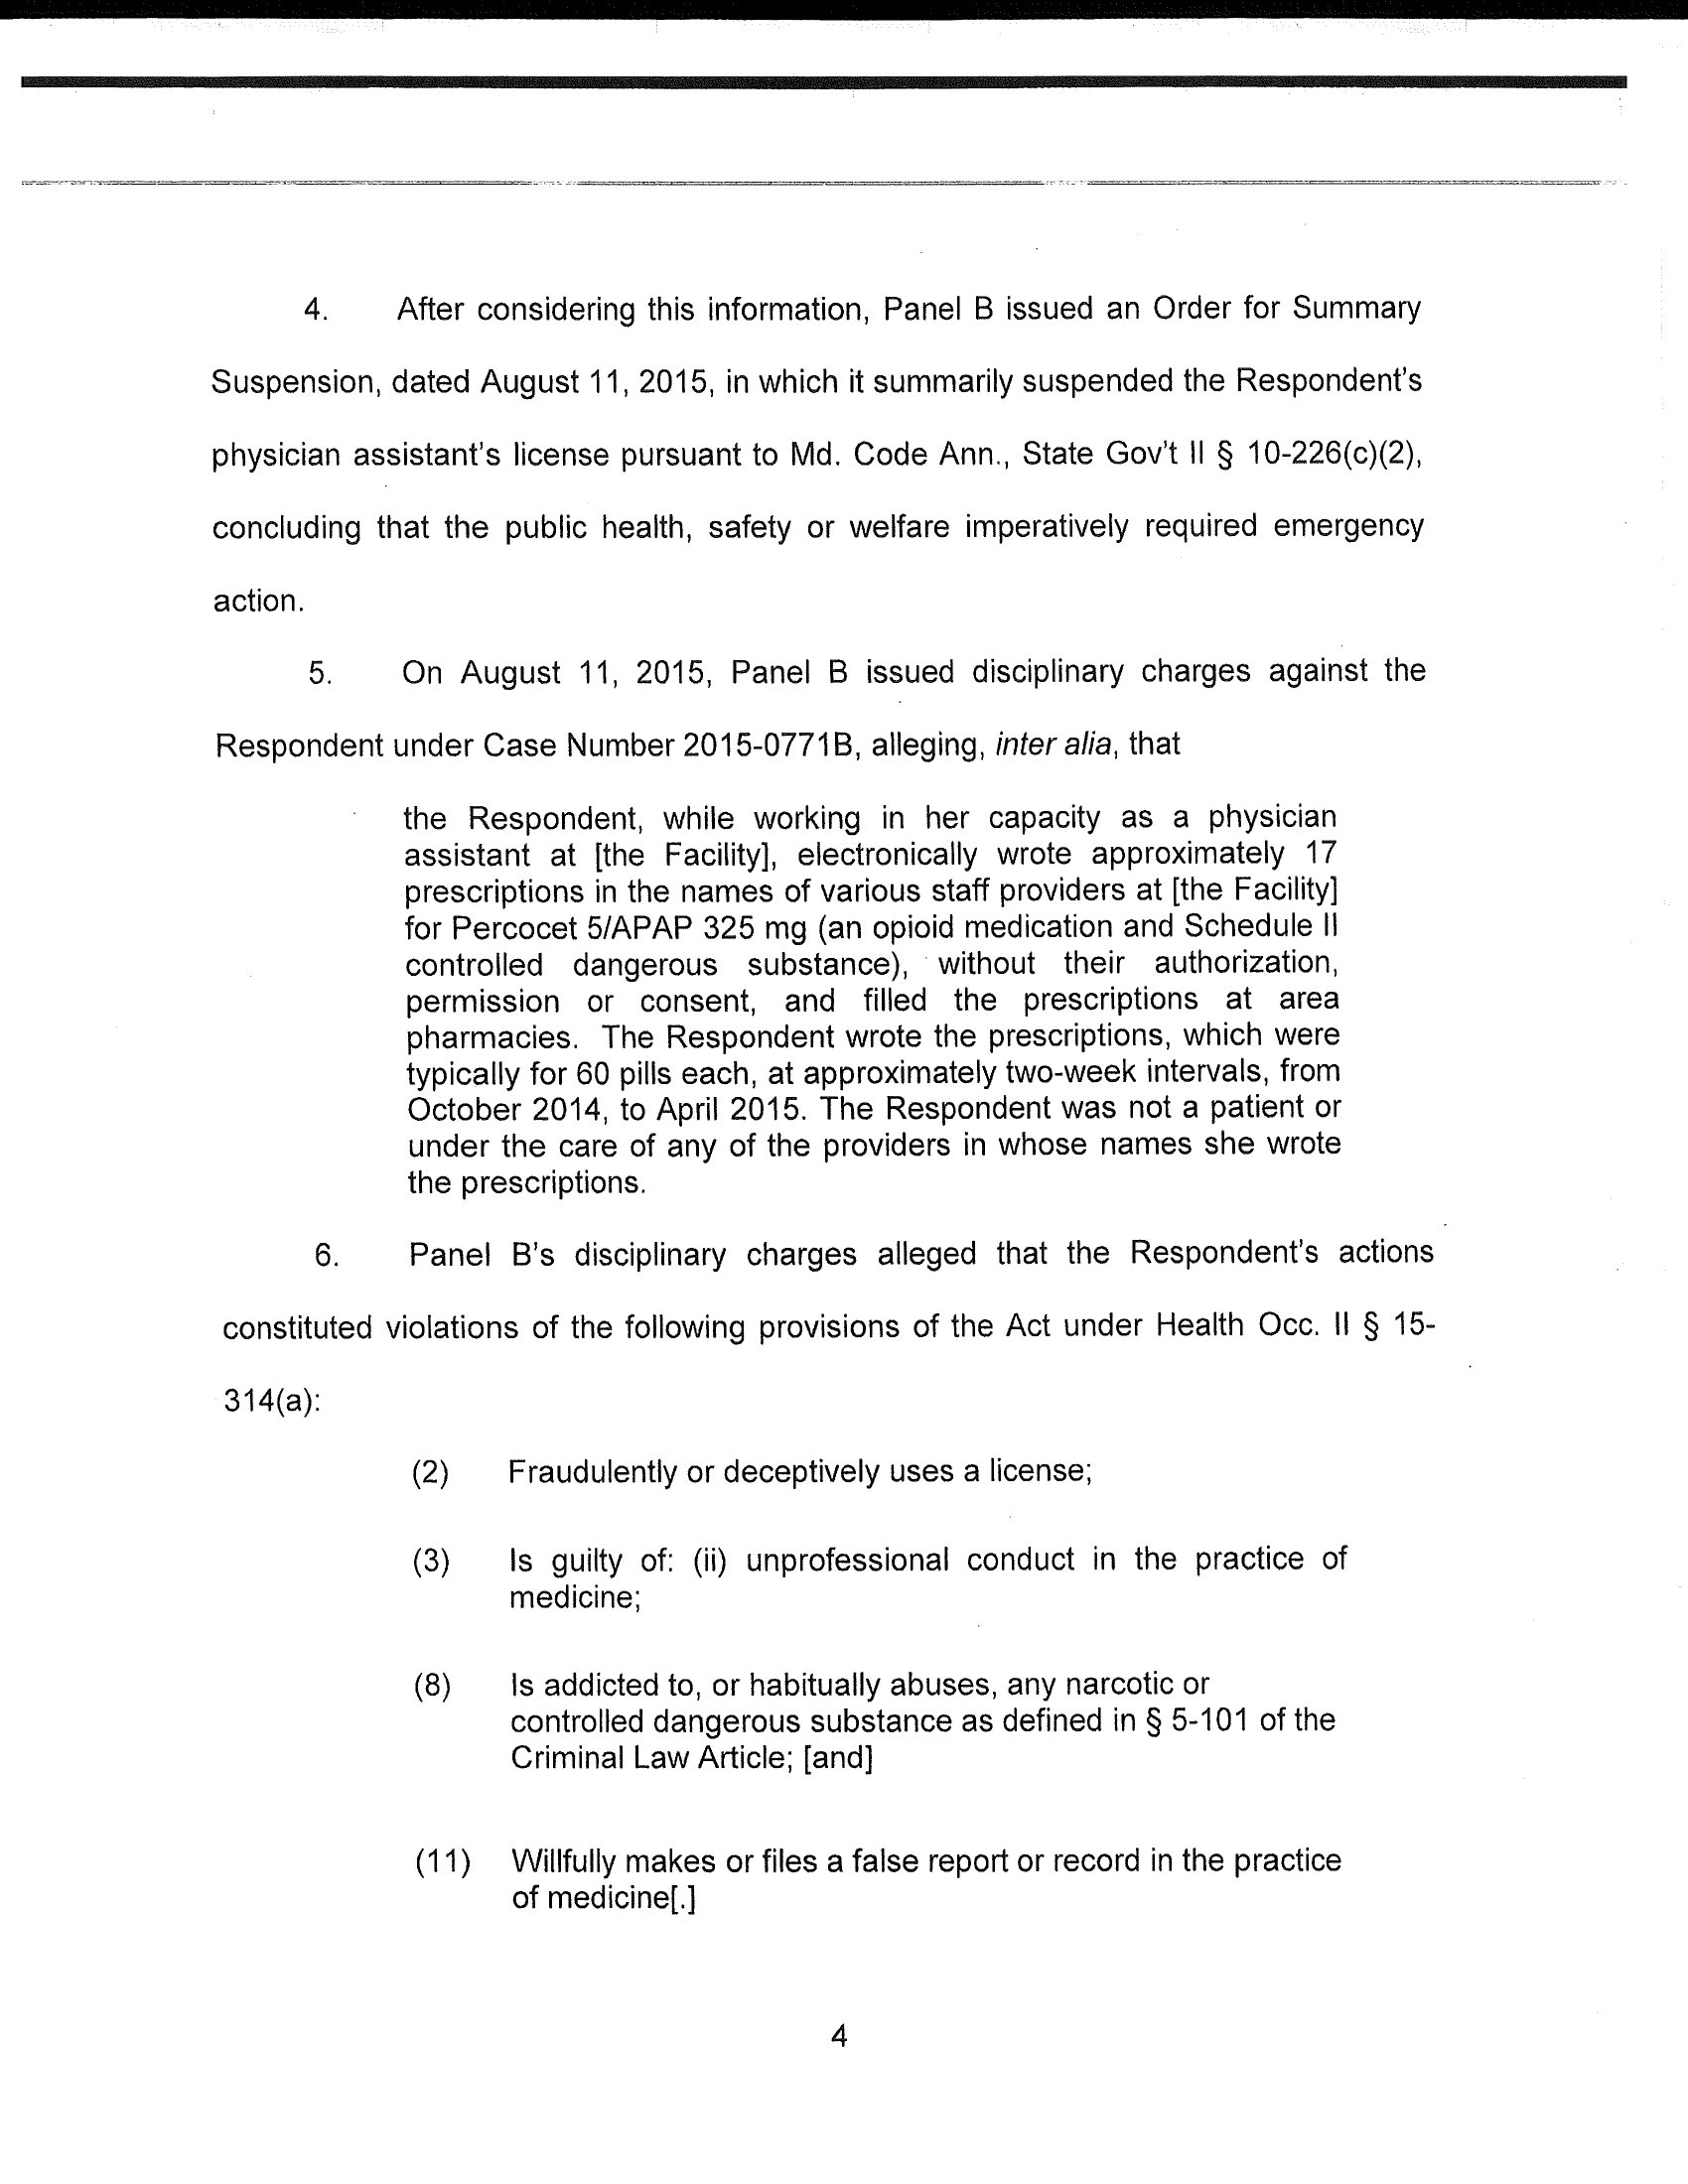 4. After considering this information, Panel B issued an Order for Summary
Suspension, dated August 11, 2015, in which it summarily suspended the Respondent's
physician assistant's license pursuant to Md. Code Ann., State Gov't II § 10-226(c)(2),
concluding that the public health, safety or welfare imperatively required emergency
action.
5. On August 11, 2015, Panel B issued disciplinary charges against the
Respondent under Case Number 2015-0771B, alleging, inter alia, that
the Respondent, while working in her capacity as a physician
assistant at [the Facility], electronically wrote approximately 17
prescriptions in the names of various staff providers at [the Facility]
for Percocet 5/APAP 325 mg (an opioid medication and Schedule II
controlled dangerous substance), without their authorization,
permission or consent, and filled the prescriptions at area
pharmacies. The Respondent wrote the prescriptions, which were
typically for 60 pills each, at approximately two-week intervals, from
October 2014, to April 2015. The Respondent was not a patient or
under the care of any of the providers in whose names she wrote
the prescriptions.
6. Panel B's disciplinary charges alleged that the Respondent's actions
constituted violations of the following provisions of the Act under Health Occ. II § 15-
314(a):
(2) Fraudulently or deceptively uses a license;
(3) Is guilty of: (ii) unprofessional conduct in the practice of
medicine;
(8) Is addicted to, or habitually abuses, any narcotic or
controlled dangerous substance as defined in § 5-101 of the
Criminal Law Article; [and]
(11) Willfully makes or files a false report or record in the practice
of medicine[.]
4